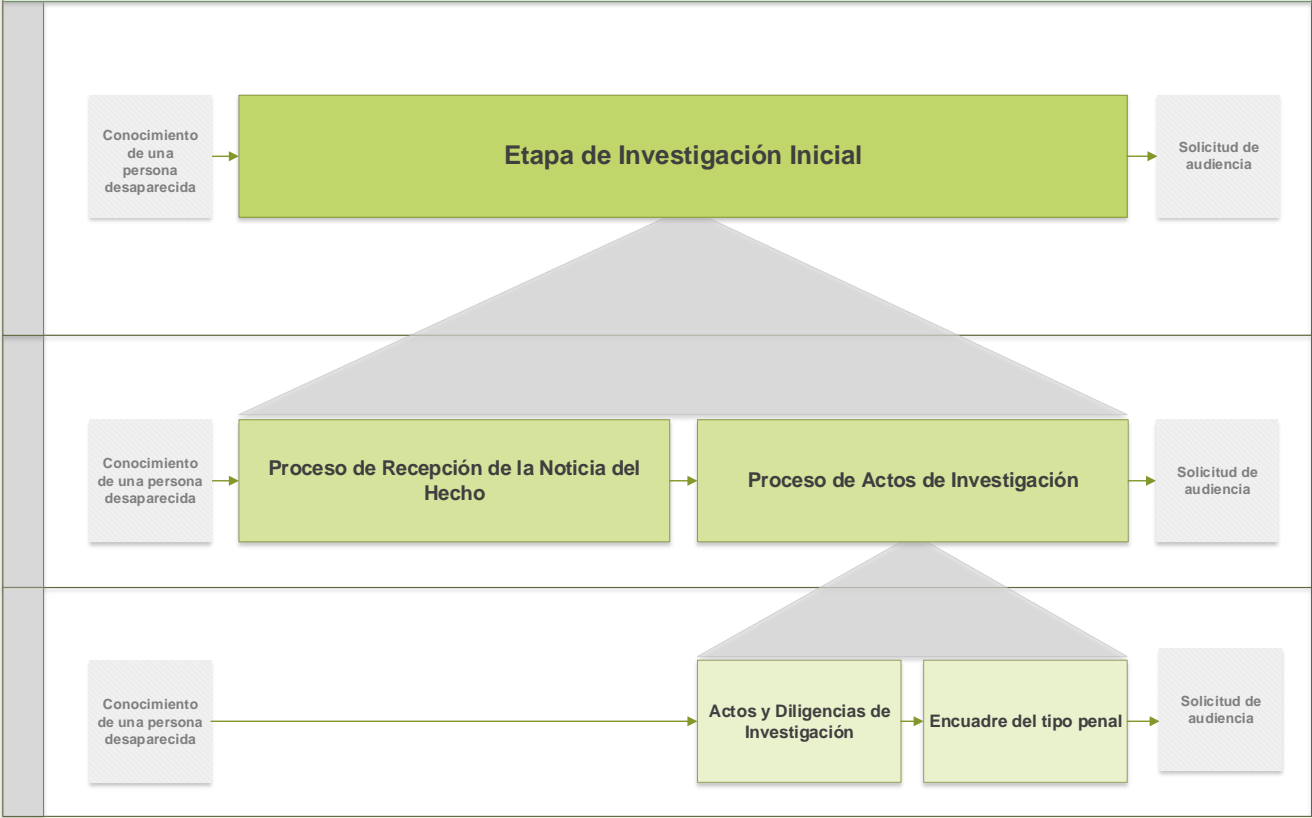 Conocimiento
de una
persona
desaparecida
Etapa de Investigación Inicial
Solicitud de
audiencia
Conocimiento
de una persona
desaparecida
Proceso de Recepción de la Noticia del
Hecho
Proceso de Actos de Investigación
Solicitud de
audiencia
Conocimiento
de una persona
desaparecida
Actos y Diligencias de
Investigación
Encuadre del tipo penal
Solicitud de
audiencia